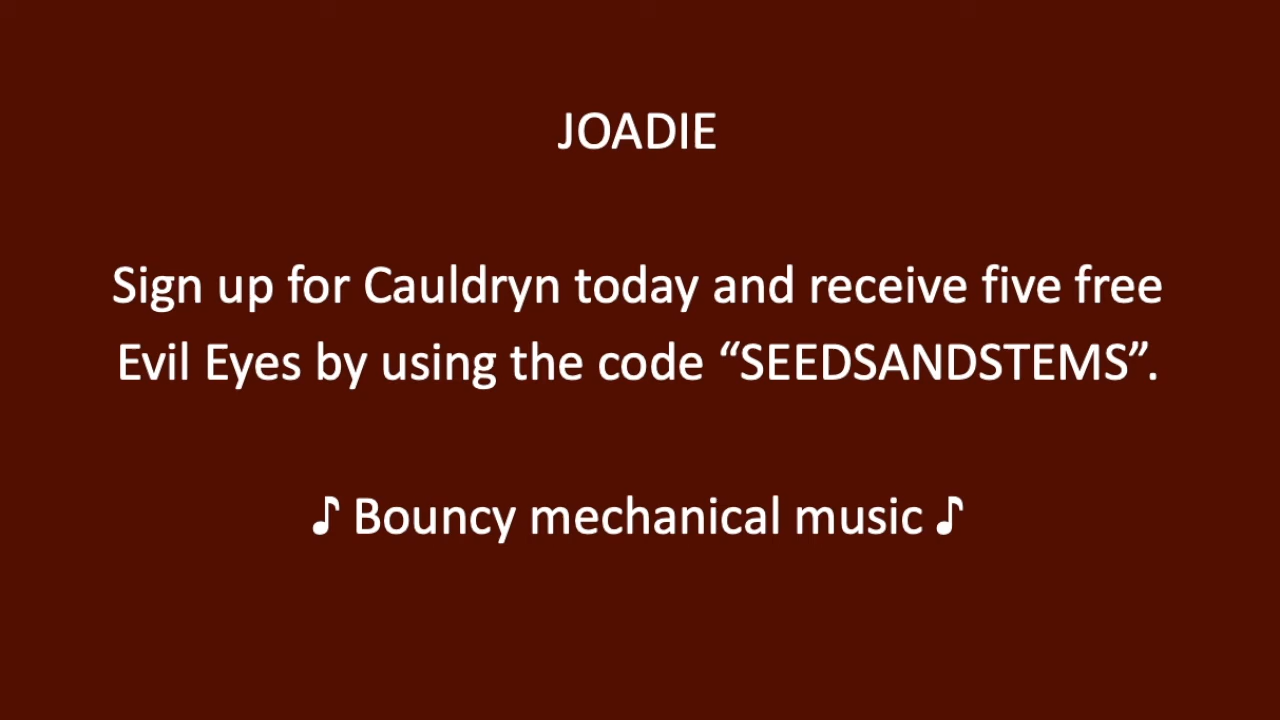 JOADIE
Sign up for Cauldryn today and receive five free
Evil Eyes by using the code “SEEDSANDSTEMS”.
♪ Bouncy mechanical music ♪